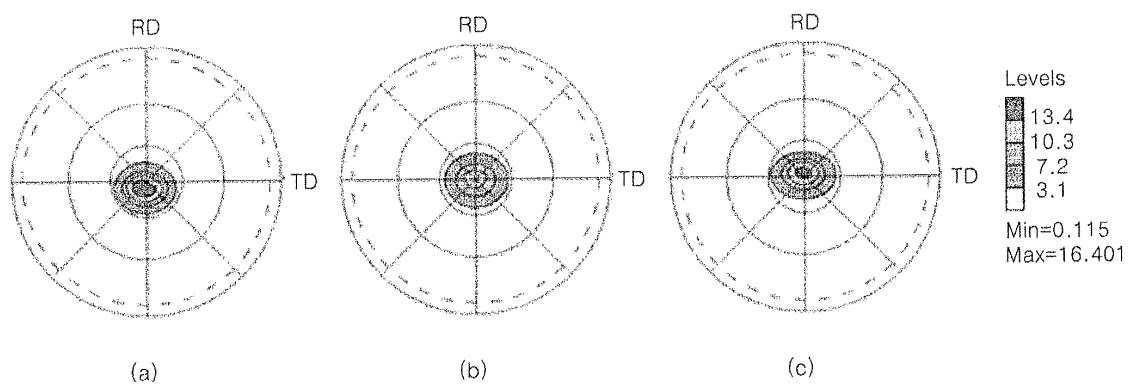 RD
RD
RD
TD
TD
TD
Levels
13.4
10.3
7.2
3.1
Min=0.115
Max=16.401
(a)
(b)
(c)